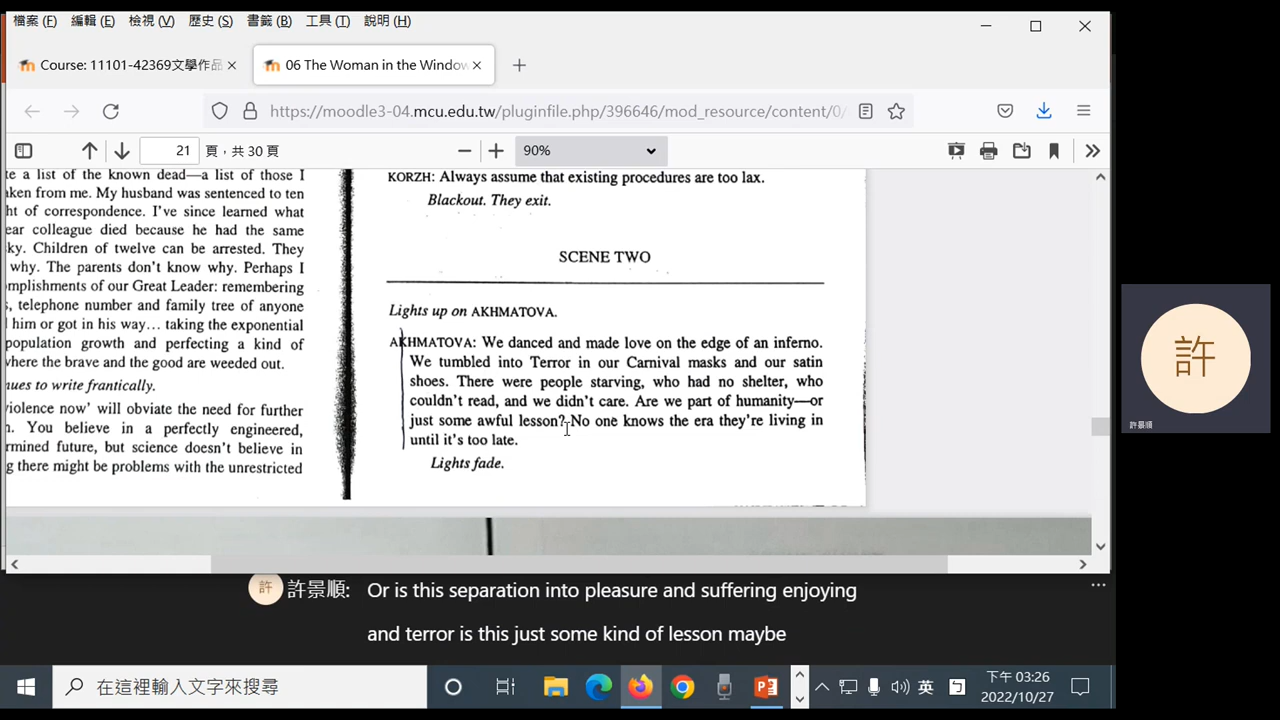 檔案 (F) 編輯 (E) 檢視 (V) 歷史 (S) 書籤 (B) 工具 (T) 說明 (H)
Course: 11101-42369文學作品
06 The Woman in the Window
https://moodle3-04.mcu.edu.tw/pluginfile.php/396646/mod_resource/content/0/
21 頁，共 30 頁
90%
te a list of the known dead—a list of those I
aken from me. My husband was sentenced to ten
ht of correspondence. I've since learned what
ear colleague died because he had the same
ky. Children of twelve can be arrested. They
why. The parents don't know why. Perhaps I
mplishments of our Great Leader: remembering
, telephone number and family tree of anyone
him or got in his way… taking the exponential
population growth and perfecting a kind of
where the brave and the good are weeded out.
nues to write frantically.
violence now' will obviate the need for further
n. You believe in a perfectly engineered,
rmined future, but science doesn't believe in
g there might be problems with the unrestricted
KORZH: Always assume that existing procedures are too lax.
Blackout. They exit.
SCENE TWO
Lights up on AKHMATOVA.
AKHMATOVA: We danced and made love on the edge of an inferno.
We tumbled into Terror in our Carnival masks and our satin
shoes. There were people starving, who had no shelter, who
couldn't read, and we didn't care. Are we part of humanity—or
just some awful lesson? No one knows the era they're living in
until it's too late.
Lights fade.
許
許景順
許 許景順: Or is this separation into pleasure and suffering enjoying
and terror is this just some kind of lesson maybe
在這裡輸入文字來搜尋
英
下午 03:26
2022/10/27